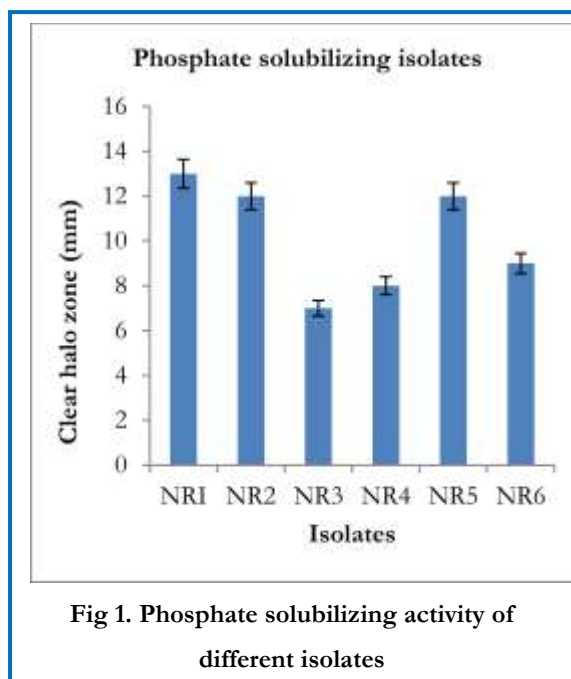 Phosphate solubilizing isolates
16
14
12
10
8
6
4
2
0
Clear halo zone (mm)
NR1 NR2 NR3 NR4 NR5 NR6
Isolates
Fig 1. Phosphate solubilizing activity of
different isolates